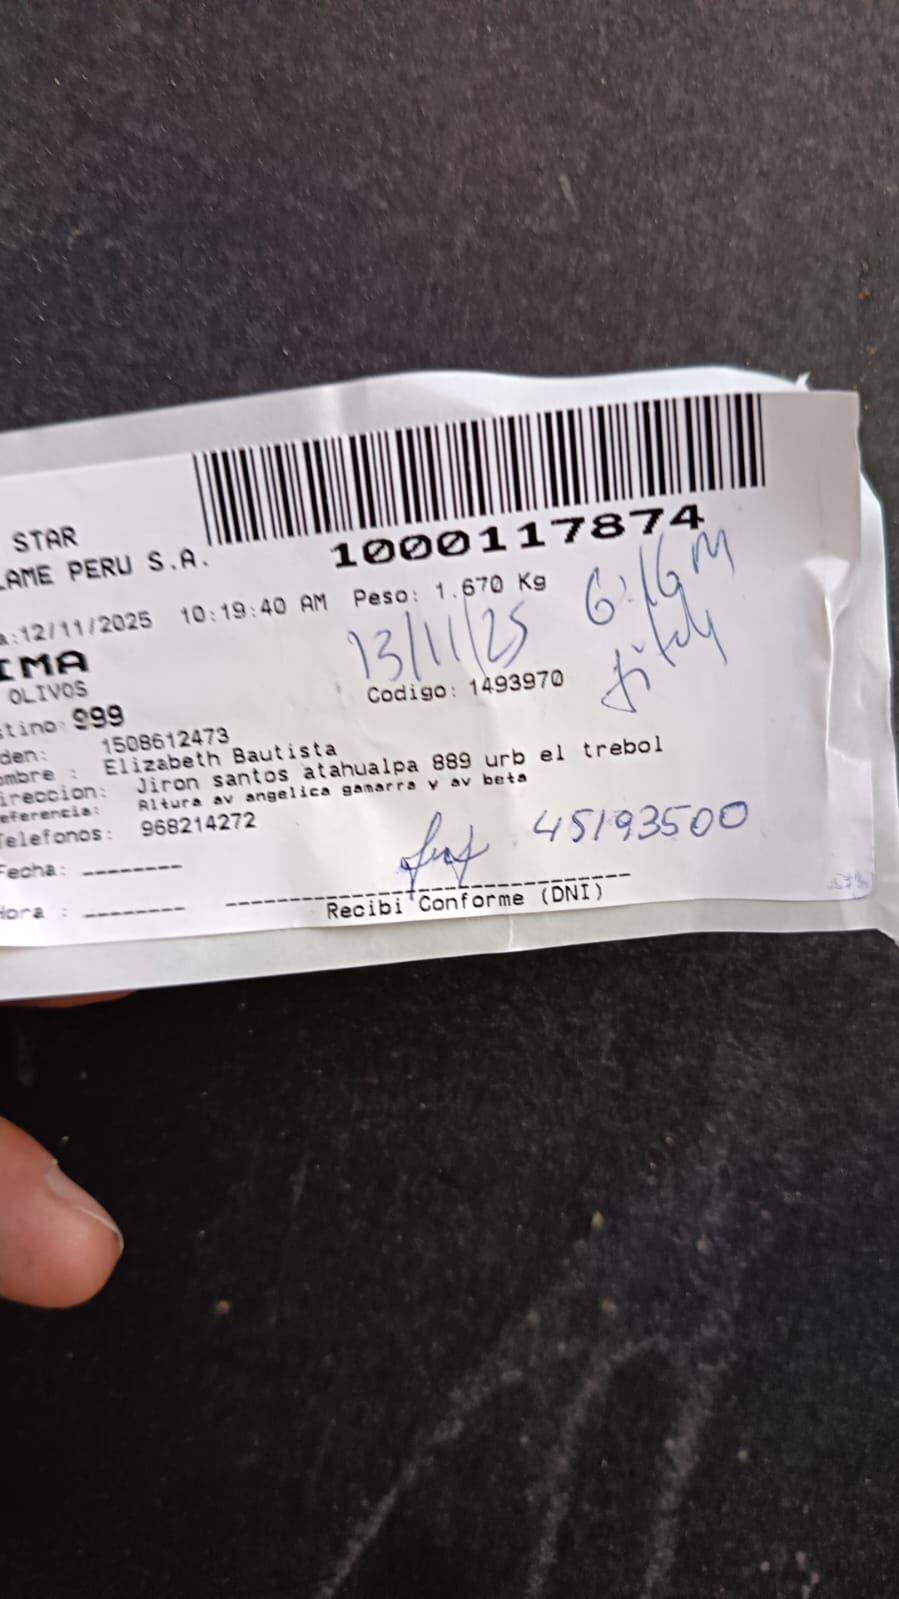 STAR
LAME PERU S.A.
1000117874
a:12/11/2025 10:19:40 AM Peso: 1.670 Kg
IMA
13/11/25
OLIVOS
Codigo: 1493970
stino: 999
den: 1508612473
ombre : Elizabeth Bautista
ireccion: Jiron santos atahualpa 889 urb el trebol
eferencia: Altura av angelica gamarra y av beta
Telefonos: 968214272
45193500
Fecha: --------
Hora : --------
Recibi Conforme (DNI)